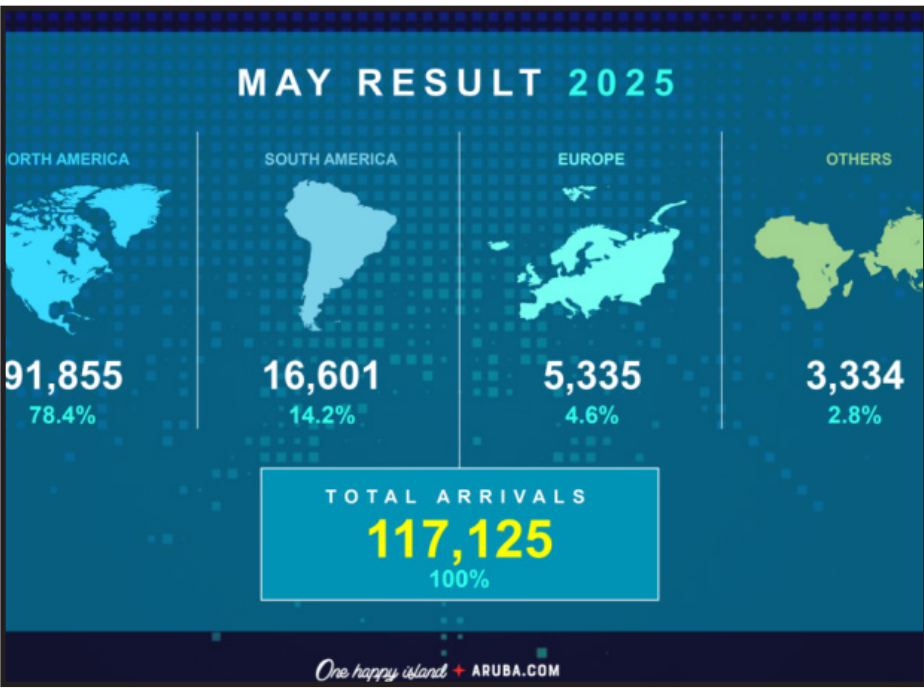 MAY RESULT 2025
ORTH AMERICA
SOUTH AMERICA
EUROPE
OTHERS
91,855
16,601
5,335
3,334
78.4%
14.2%
4.6%
2.8%
TOTAL ARRIVALS
117,125
100%
One happy island ARUBA.COM